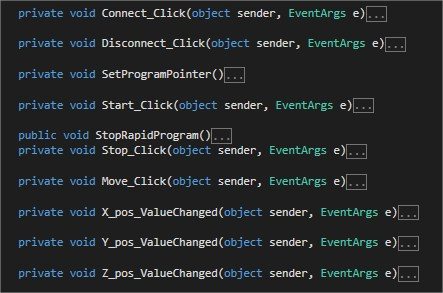 private void Connect_Click(object sender, EventArgs e)...
private void Disconnect_Click(object sender, EventArgs e)...
private void SetProgramPointer()...
private void Start_Click(object sender, EventArgs e)...
public void StopRapidProgram()...
private void Stop_Click(object sender, EventArgs e)...
private void Move_Click(object sender, EventArgs e)...
private void X_pos_ValueChanged(object sender, EventArgs e)...
private void Y_pos_ValueChanged(object sender, EventArgs e)...
private void Z_pos_ValueChanged(object sender, EventArgs e)...